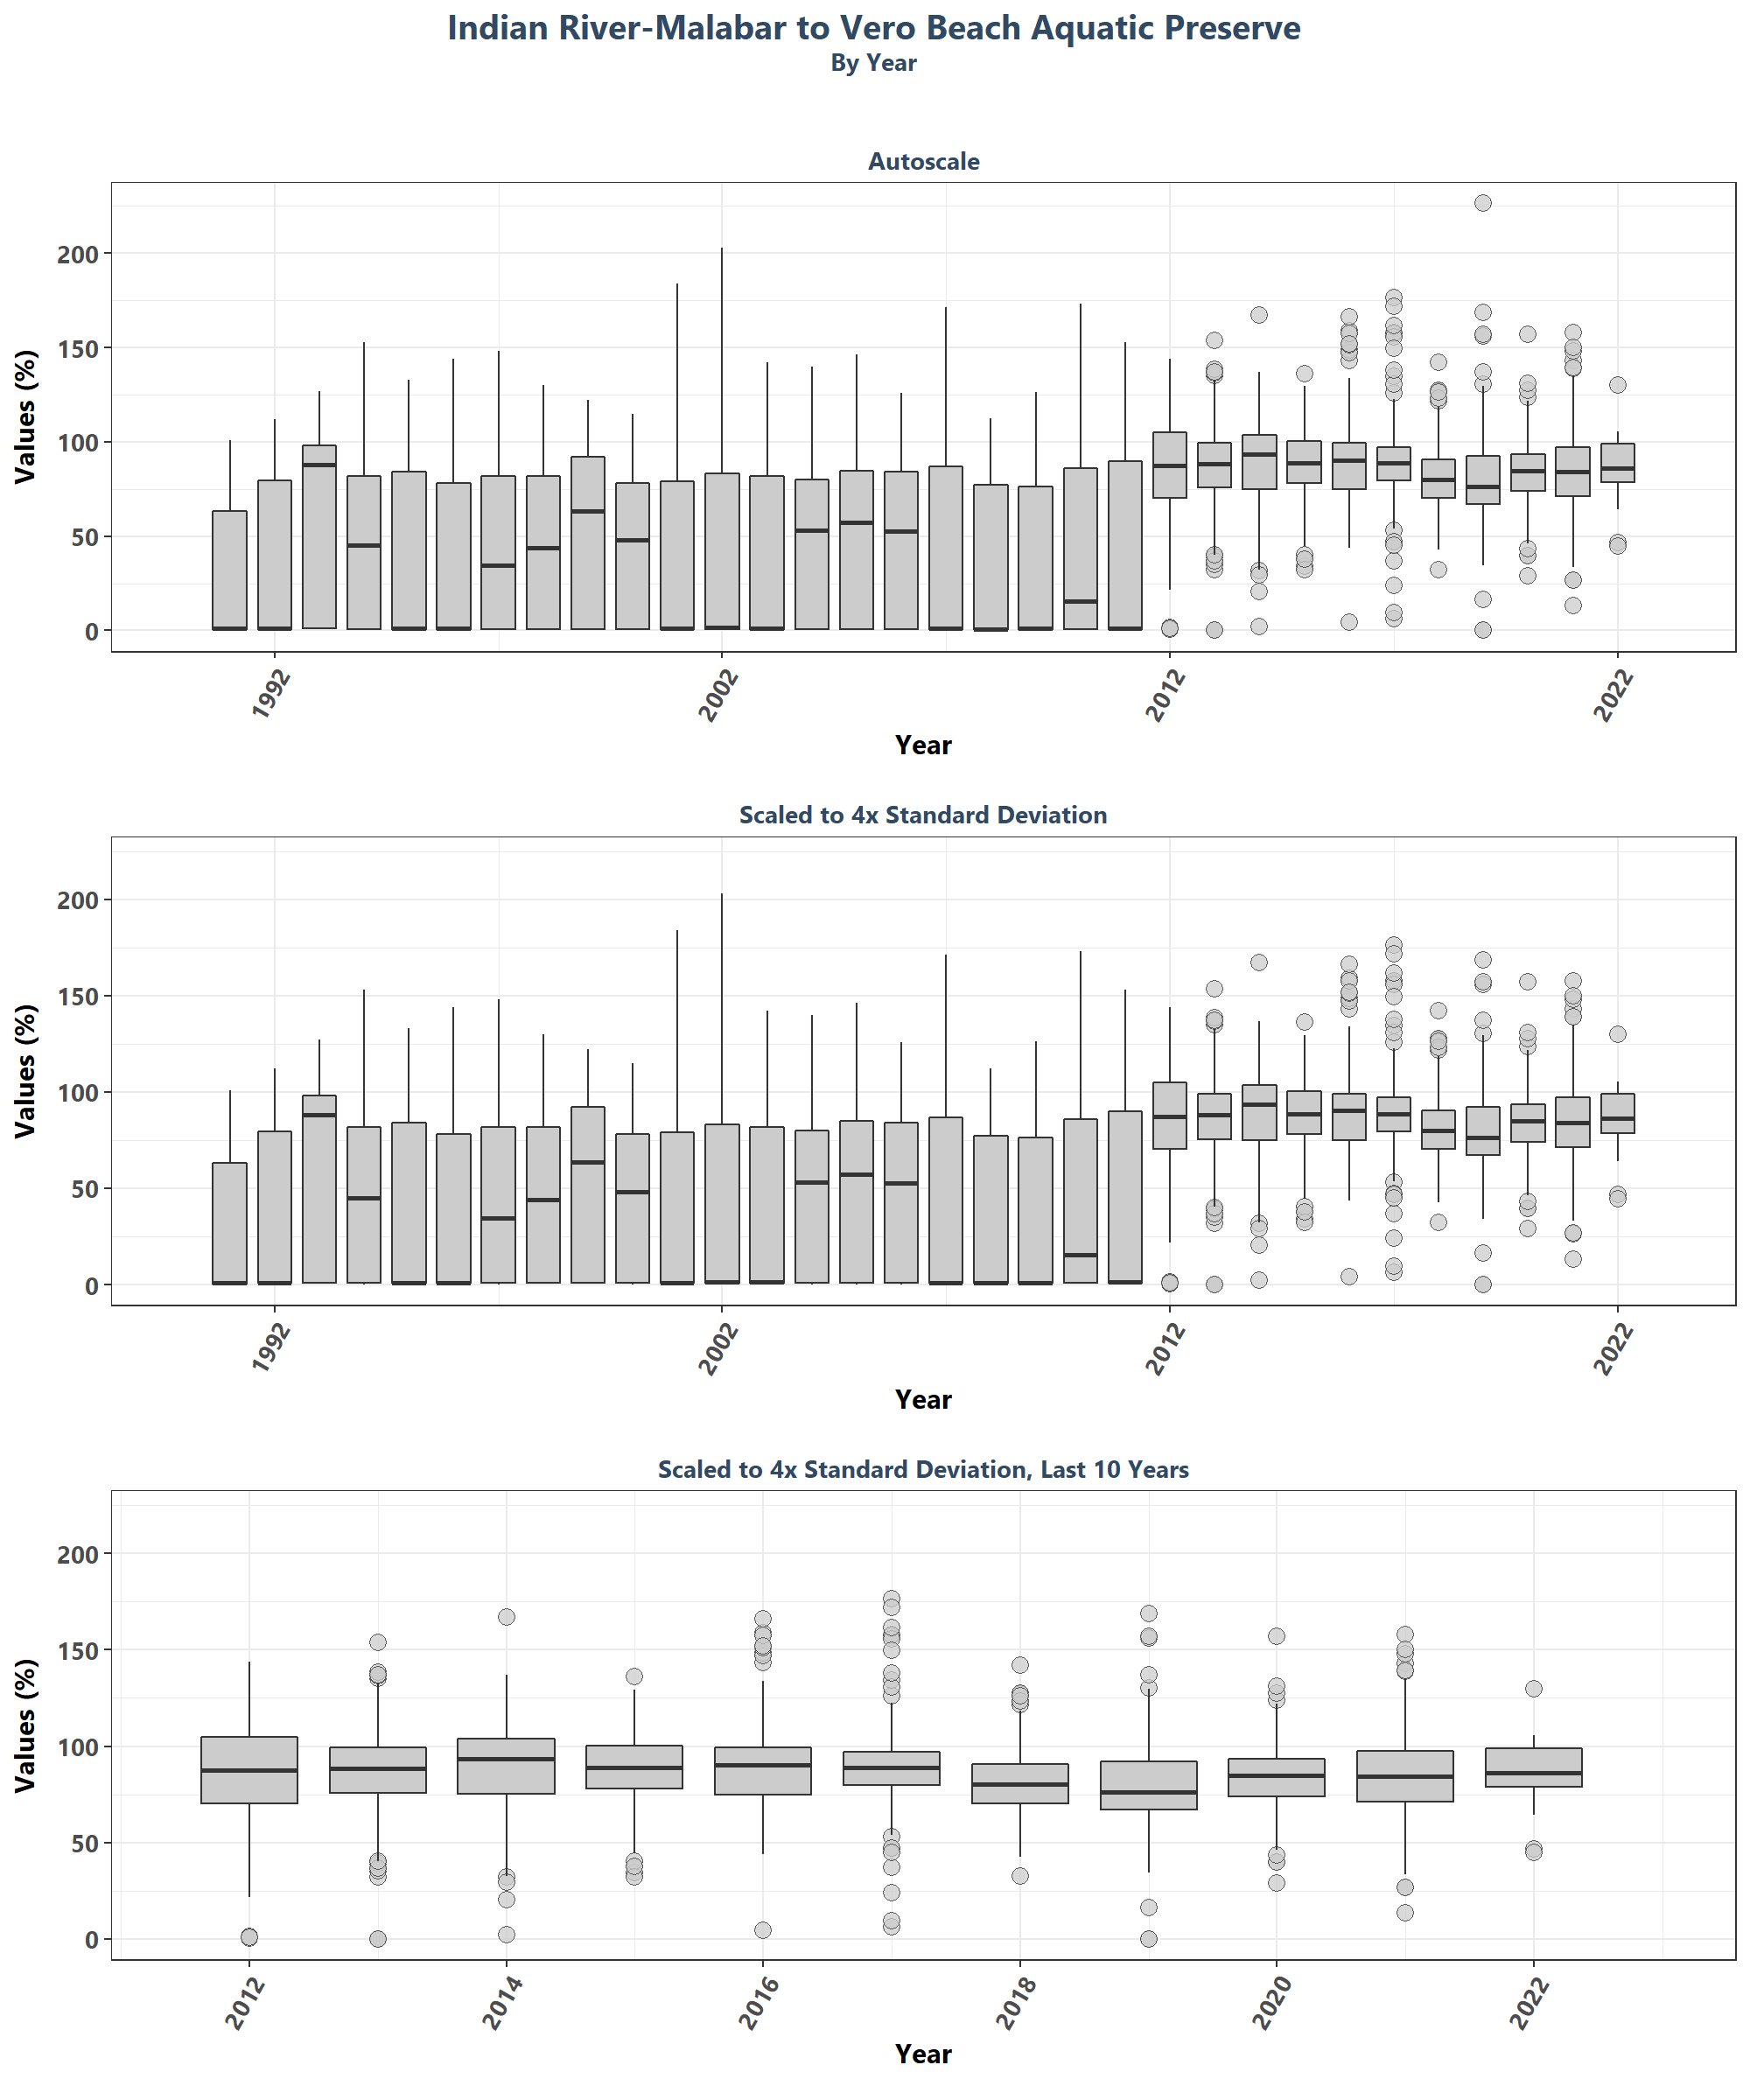 Indian River-Malabar to Vero Beach Aquatic Preserve
By Year
Autoscale
Values (%)
200
150
100
50
0
1992
2002
2012
2022
Year
Scaled to 4x Standard Deviation
Values (%)
200
150
100
50
0
1992
2002
2012
2022
Year
Scaled to 4x Standard Deviation, Last 10 Years
Values (%)
200
150
100
50
0
2012
2014
2016
2018
2020
2022
Year